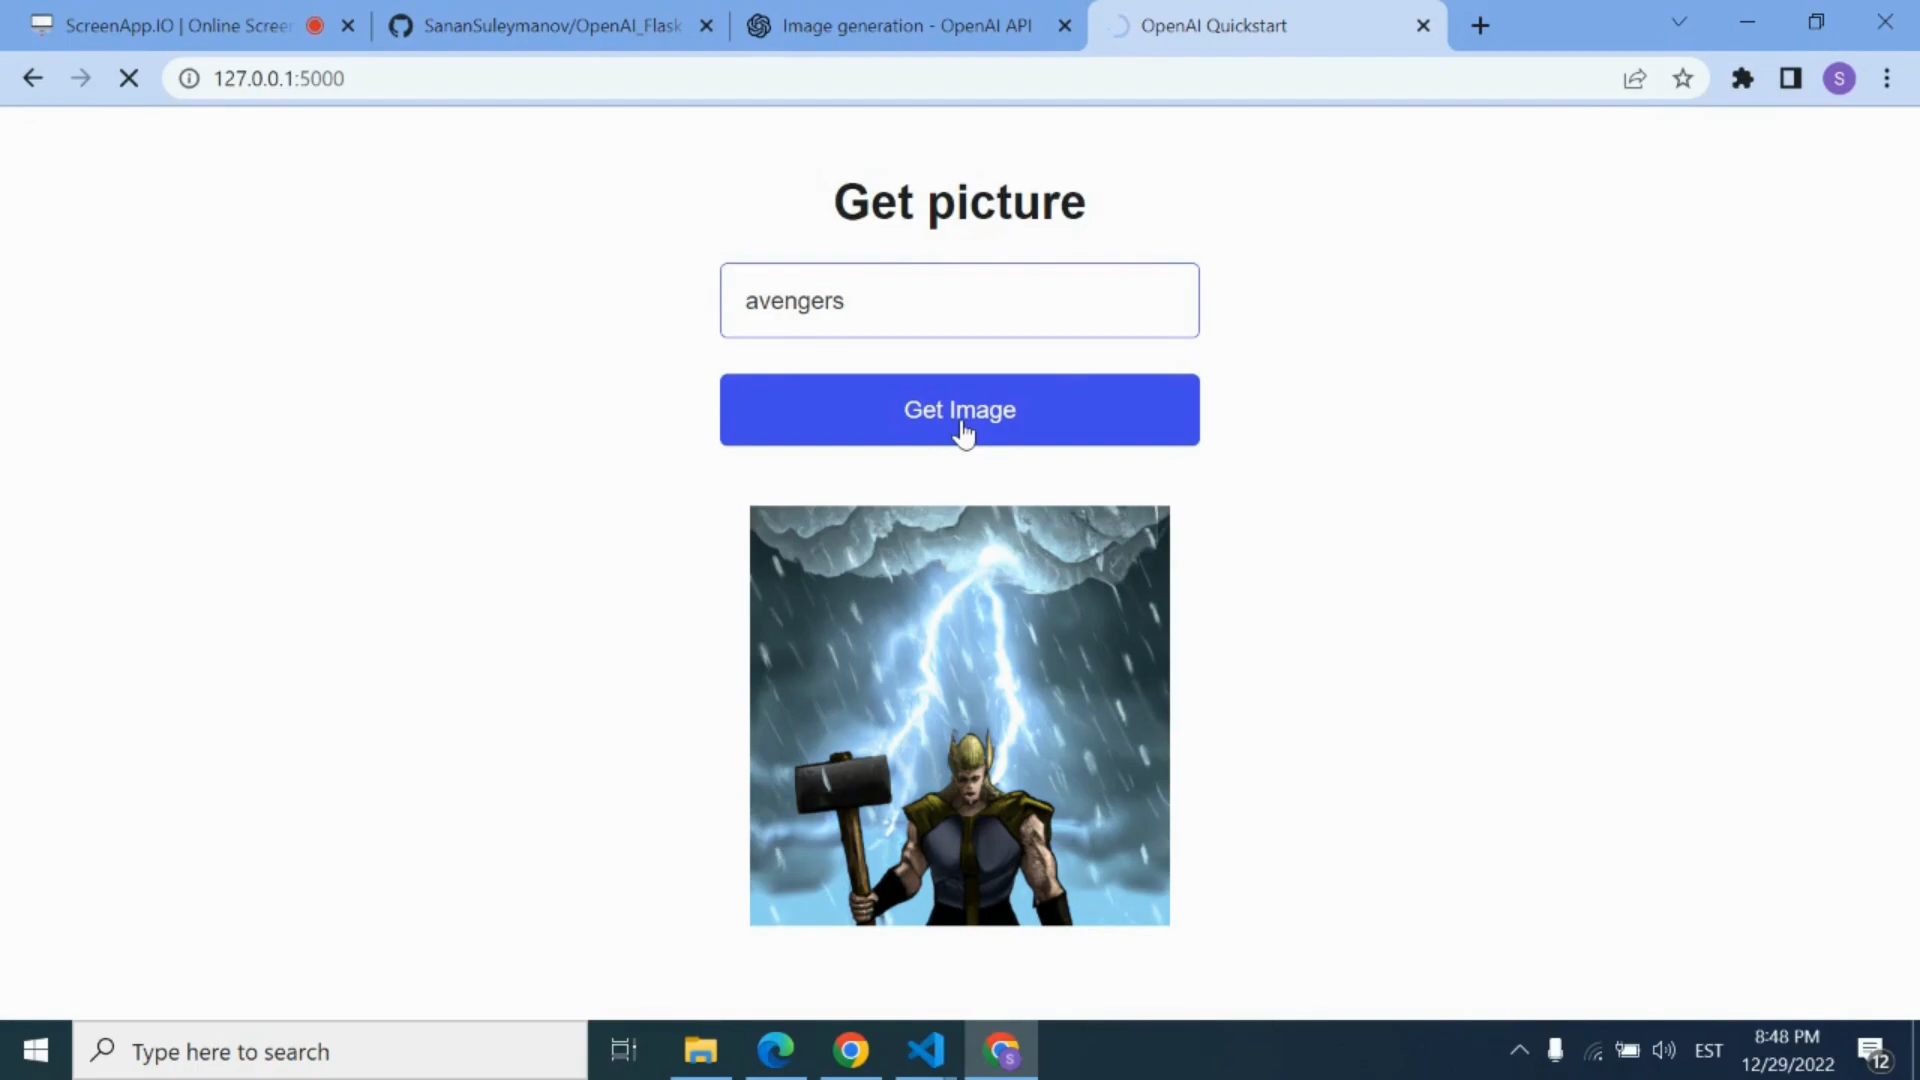 ScreenApp.IO | Online Screer
SananSuleymanov/OpenAI_Flask
Image generation - OpenAI API
OpenAI Quickstart
127.0.0.1:5000
S
Get picture
avengers
Get Image
Type here to search
S
EST
8:48 PM
12/29/2022
12